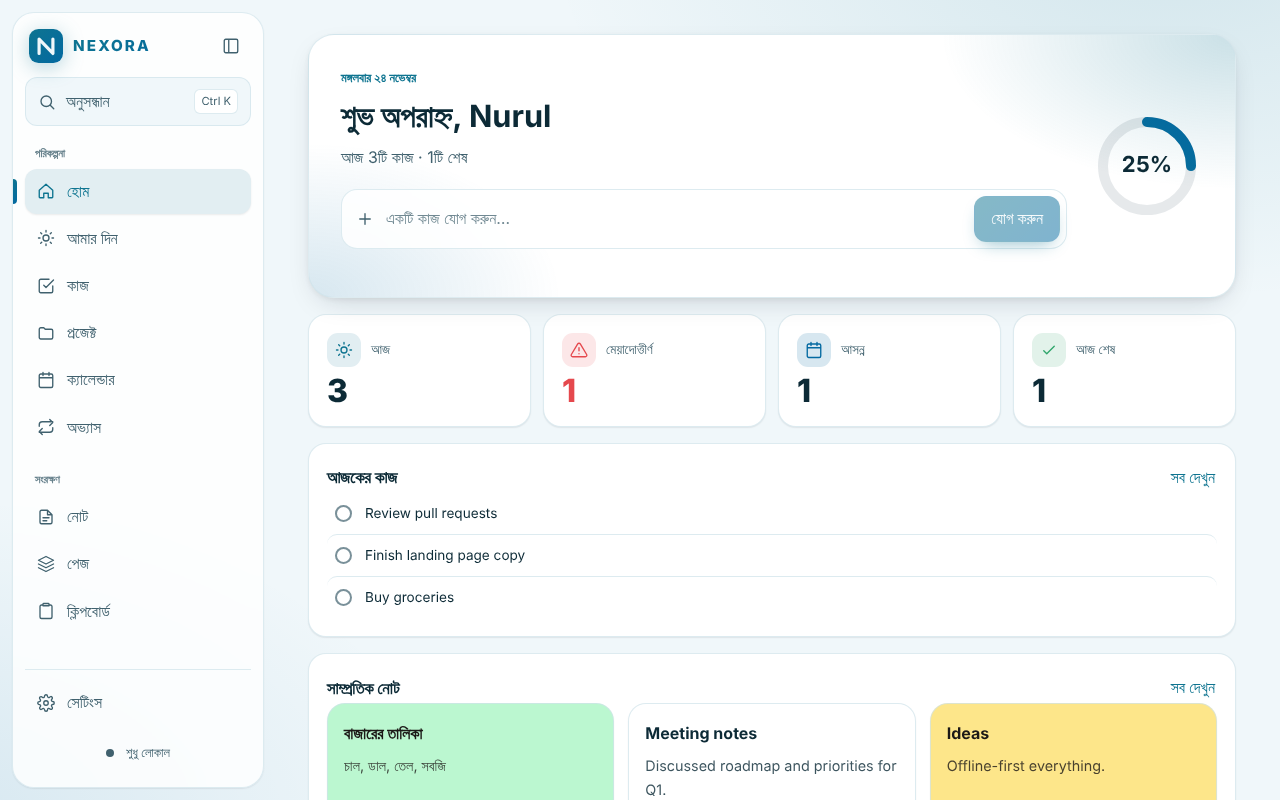 NEXORA
অনুসন্ধান
Ctrl K
পরিকল্পনা
হোম
আমার দিন
কাজ
প্রজেক্ট
ক্যালেন্ডার
অভ্যাস
সংরক্ষণ
নোট
পেজ
ক্লিপবোর্ড
সেটিংস
শুধু লোকাল
মঙ্গলবার ২৪ নভেম্বর
শুভ অপরাহ্ন, Nurul
আজ 3টি কাজ · 1টি শেষ
একটি কাজ যোগ করুন...
যোগ করুন
25%
আজ
3
মেয়াদোত্তীর্ণ
1
আসন্ন
1
আজ শেষ
1
আজকের কাজ
সব দেখুন
Review pull requests
Finish landing page copy
Buy groceries
সাম্প্রতিক নোট
সব দেখুন
বাজারের তালিকা
চাল, ডাল, তেল, সবজি
Meeting notes
Discussed roadmap and priorities for
Q1.
Ideas
Offline-first everything.